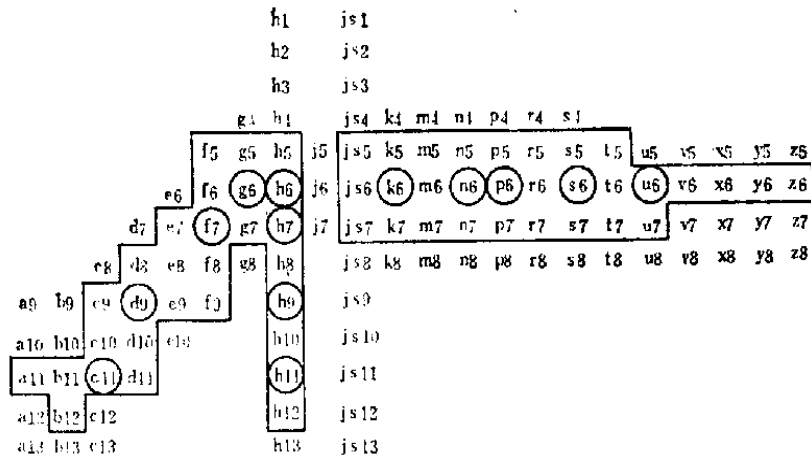 h1 js1
h2 js2
h3 js3
g4 h4 js4 k4 m4 n4 p4 r4 s4
f5 g5 h5 j5 js5 k5 m5 n5 p5 r5 s5 t5 u5 v5 x5 y5 z5
e6 f6 g6 h6 j6 js6 k6 m6 n6 p6 r6 s6 t6 u6 v6 x6 y6 z6
d7 e7 f7 g7 h7 j7 js7 k7 m7 n7 p7 r7 s7 t7 u7 v7 x7 y7 z7
c8 d8 e8 f8 g8 h8 js8 k8 m8 n8 p8 r8 s8 t8 u8 v8 x8 y8 z8
a9 b9 c9 d9 e9 f9 h9 js9
a10 b10 c10 d10 e10 h10 js10
a11 b11 c11 d11 h11 js11
a12 b12 c12 h12 js12
a13 b13 c13 h13 js13